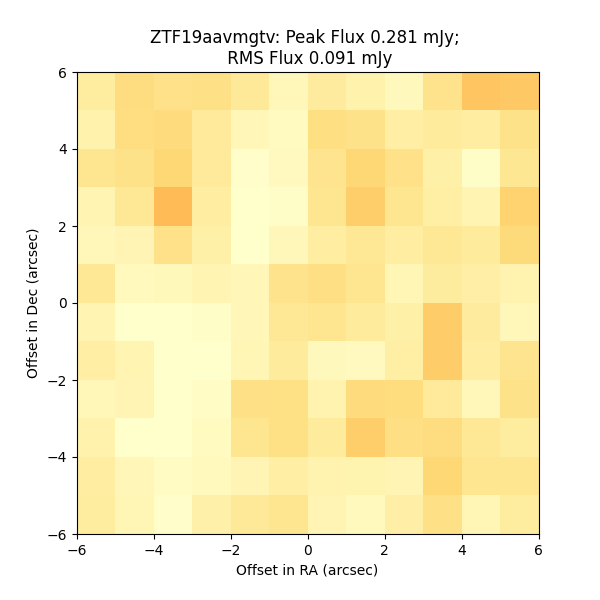 ZTF19aavmgtv: Peak Flux 0.281 mJy;
RMS Flux 0.091 mJy
6
4
2
0
−2
−4
−6
Offset in Dec (arcsec)
−6 −4 −2 0 2 4 6
Offset in RA (arcsec)